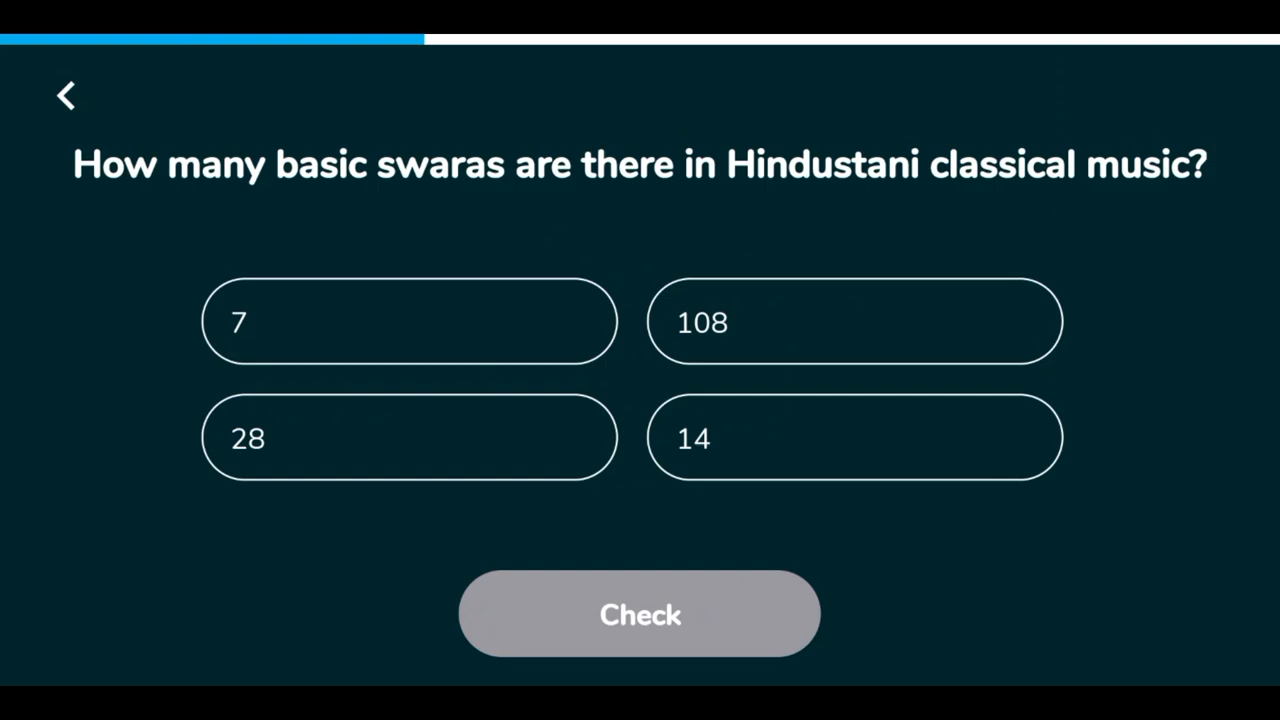 How many basic swaras are there in Hindustani classical music?
7
108
28
14
Check